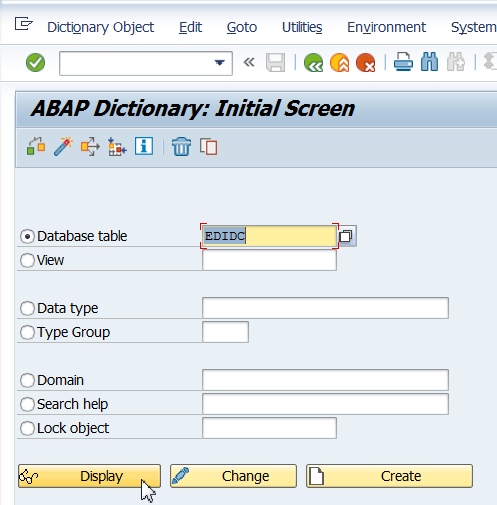 Dictionary Object Edit Goto Utilities Environment System
ABAP Dictionary: Initial Screen
Database table EDIDC
View
Data type
Type Group
Domain
Search help
Lock object
Display Change Create